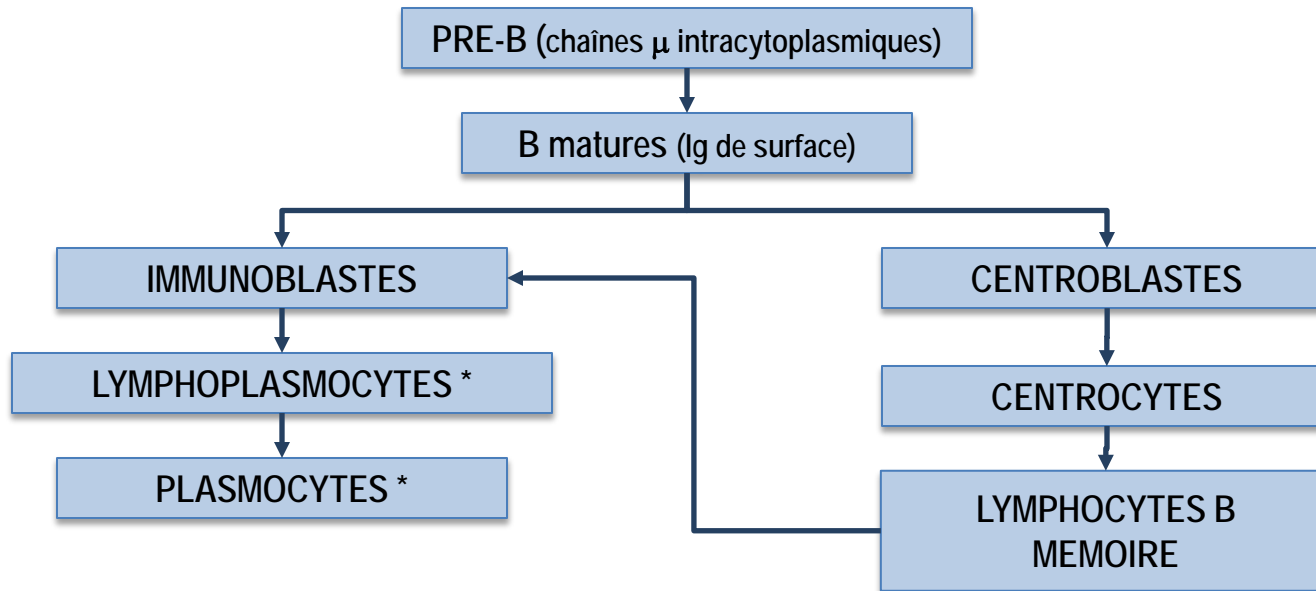 PRE-B (chaînes μ intracytoplasmiques)
B matures (Ig de surface)
IMMUNOBLASTES
CENTROBLASTES
LYMPHOPLASMOCYTES *
CENTROCYTES
PLASMOCYTES *
LYMPHOCYTES B
MEMOIRE